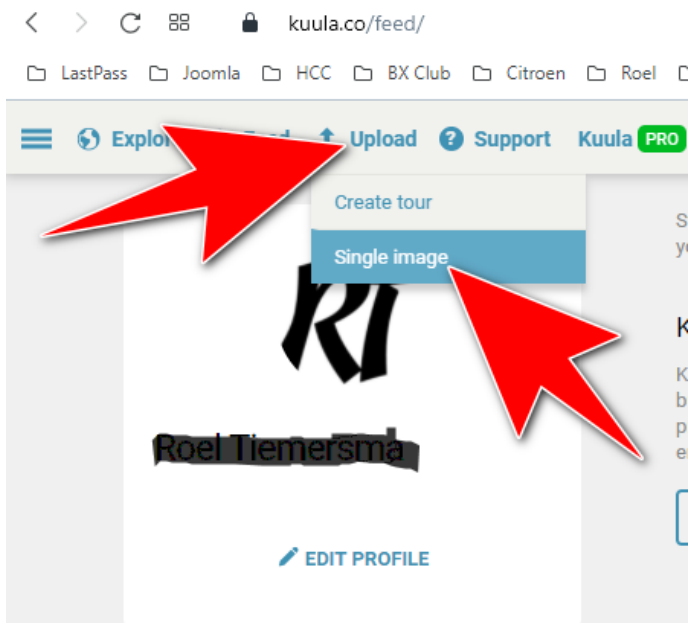 kuula.co/feed/
LastPass Joomla HCC BX Club Citroen Roel
Upload Support Kuula PRO
Create tour
Single image
RT
Roel Tiemersma
EDIT PROFILE